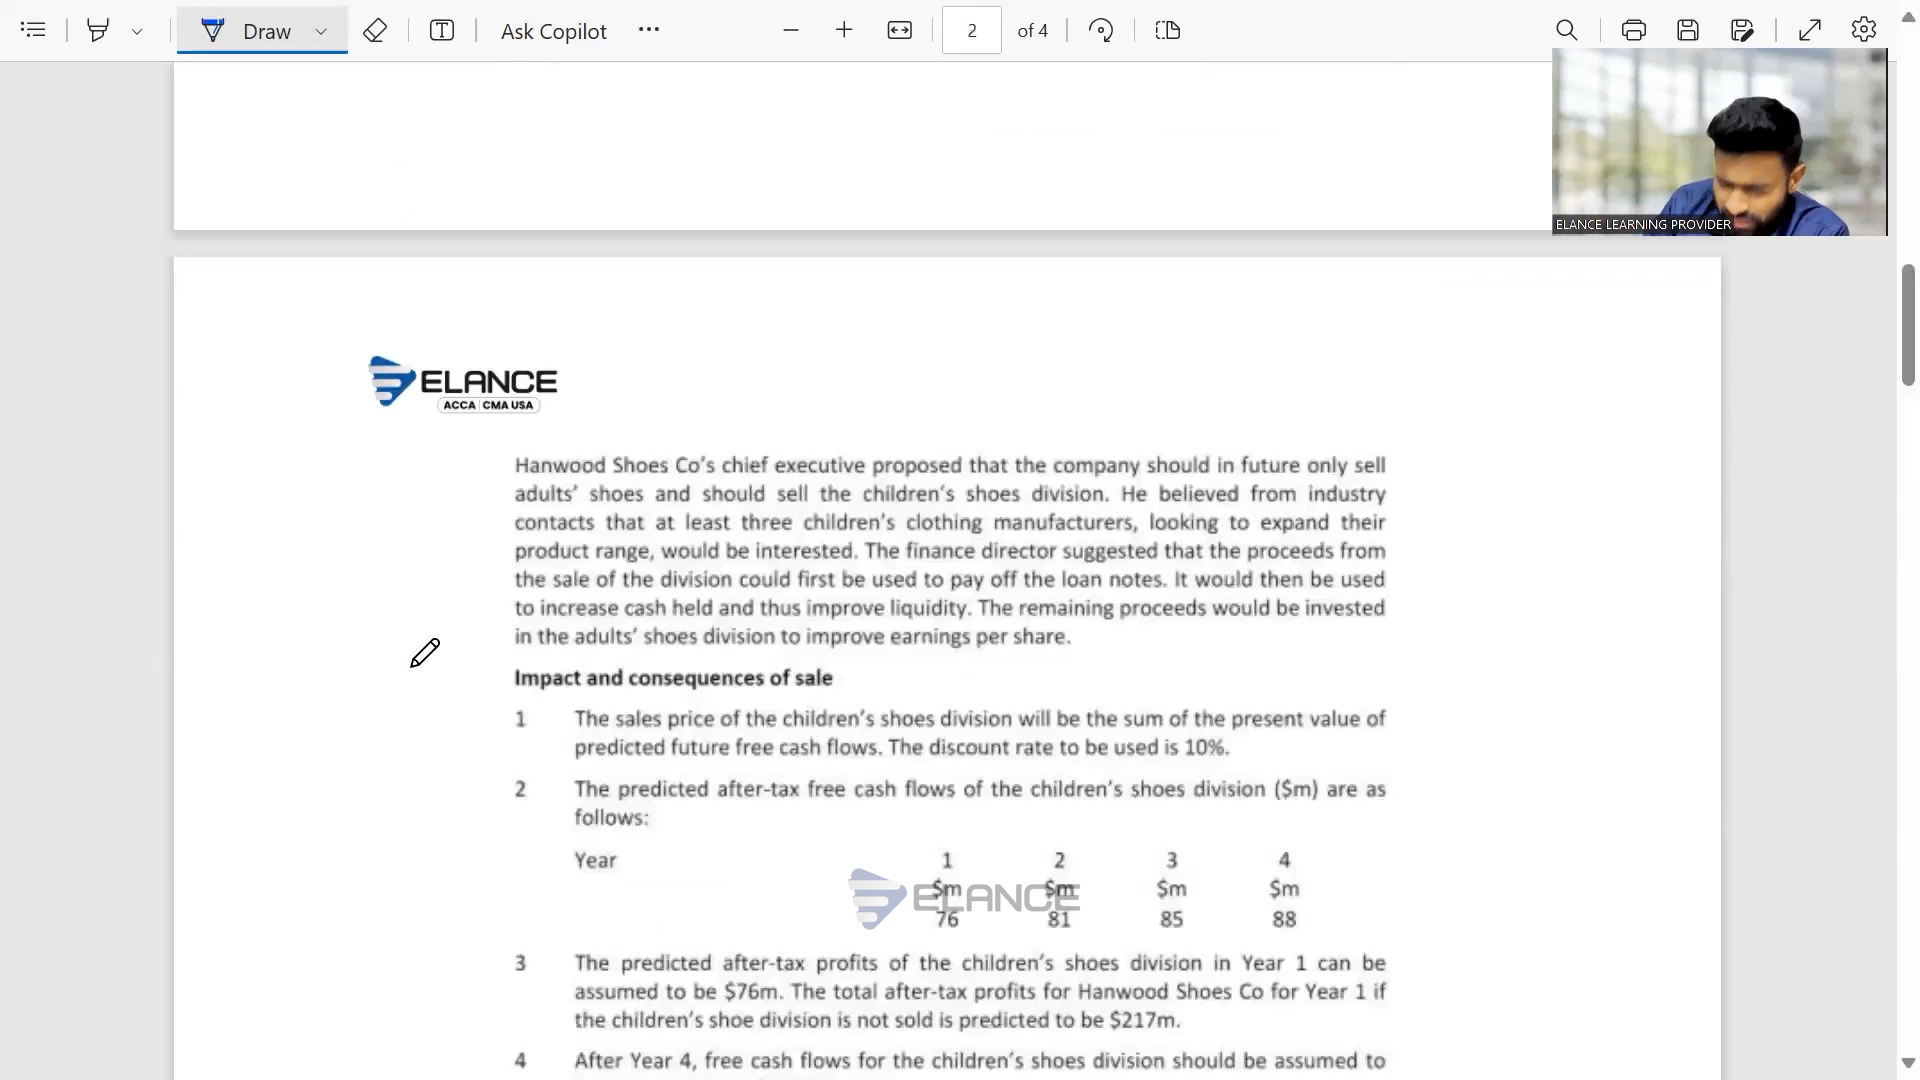 Draw
Ask Copilot
2 of 4
ELANCE LEARNING PROVIDER
ELANCE
ACCA | CMA USA
Hanwood Shoes Co's chief executive proposed that the company should in future only sell
adults' shoes and should sell the children's shoes division. He believed from industry
contacts that at least three children's clothing manufacturers, looking to expand their
product range, would be interested. The finance director suggested that the proceeds from
the sale of the division could first be used to pay off the loan notes. It would then be used
to increase cash held and thus improve liquidity. The remaining proceeds would be invested
in the adults' shoes division to improve earnings per share.
Impact and consequences of sale
1 The sales price of the children's shoes division will be the sum of the present value of
predicted future free cash flows. The discount rate to be used is 10%.
2 The predicted after-tax free cash flows of the children's shoes division ($m) are as
follows:
Year 1 2 3 4
$m $m $m $m
ELANCE
76 81 85 88
3 The predicted after-tax profits of the children's shoes division in Year 1 can be
assumed to be $76m. The total after-tax profits for Hanwood Shoes Co for Year 1 if
the children's shoe division is not sold is predicted to be $217m.
4 After Year 4, free cash flows for the children's shoes division should be assumed to